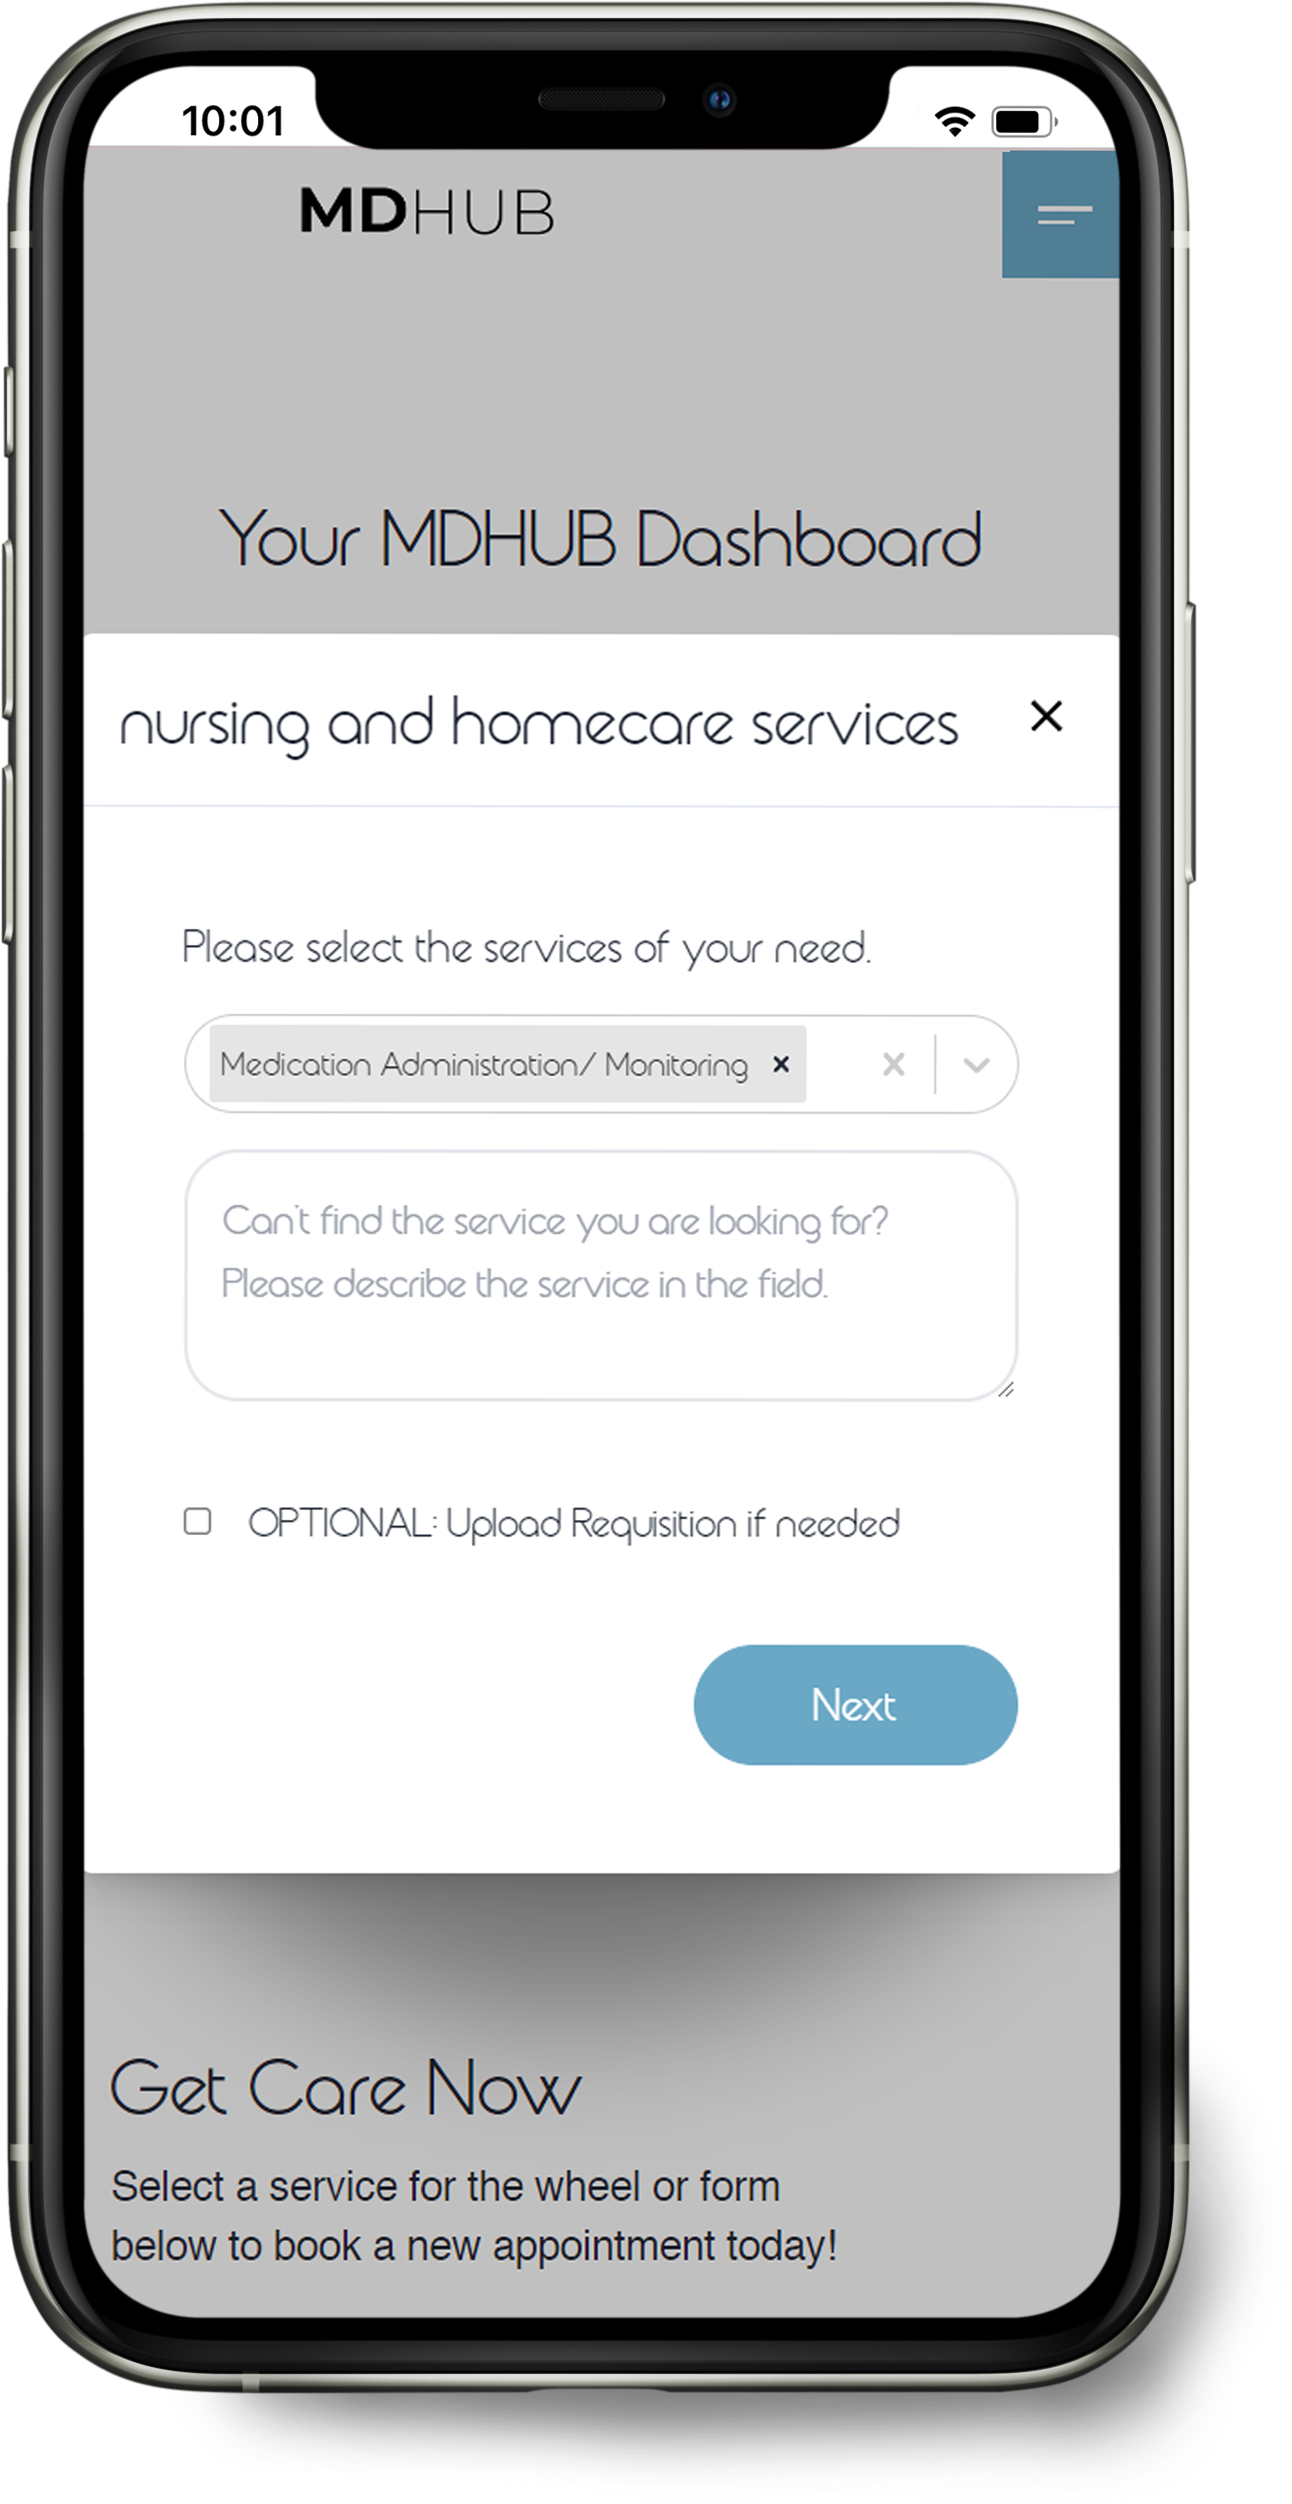 10:01
MDHUB
Your MDHUB Dashboard
nursing and homecare services
Please select the services of your need.
Medication Administration/ Monitoring
Can't find the service you are looking for?
Please describe the service in the field.
OPTIONAL: Upload Requisition if needed
Next
Get Care Now
Select a service for the wheel or form
below to book a new appointment today!